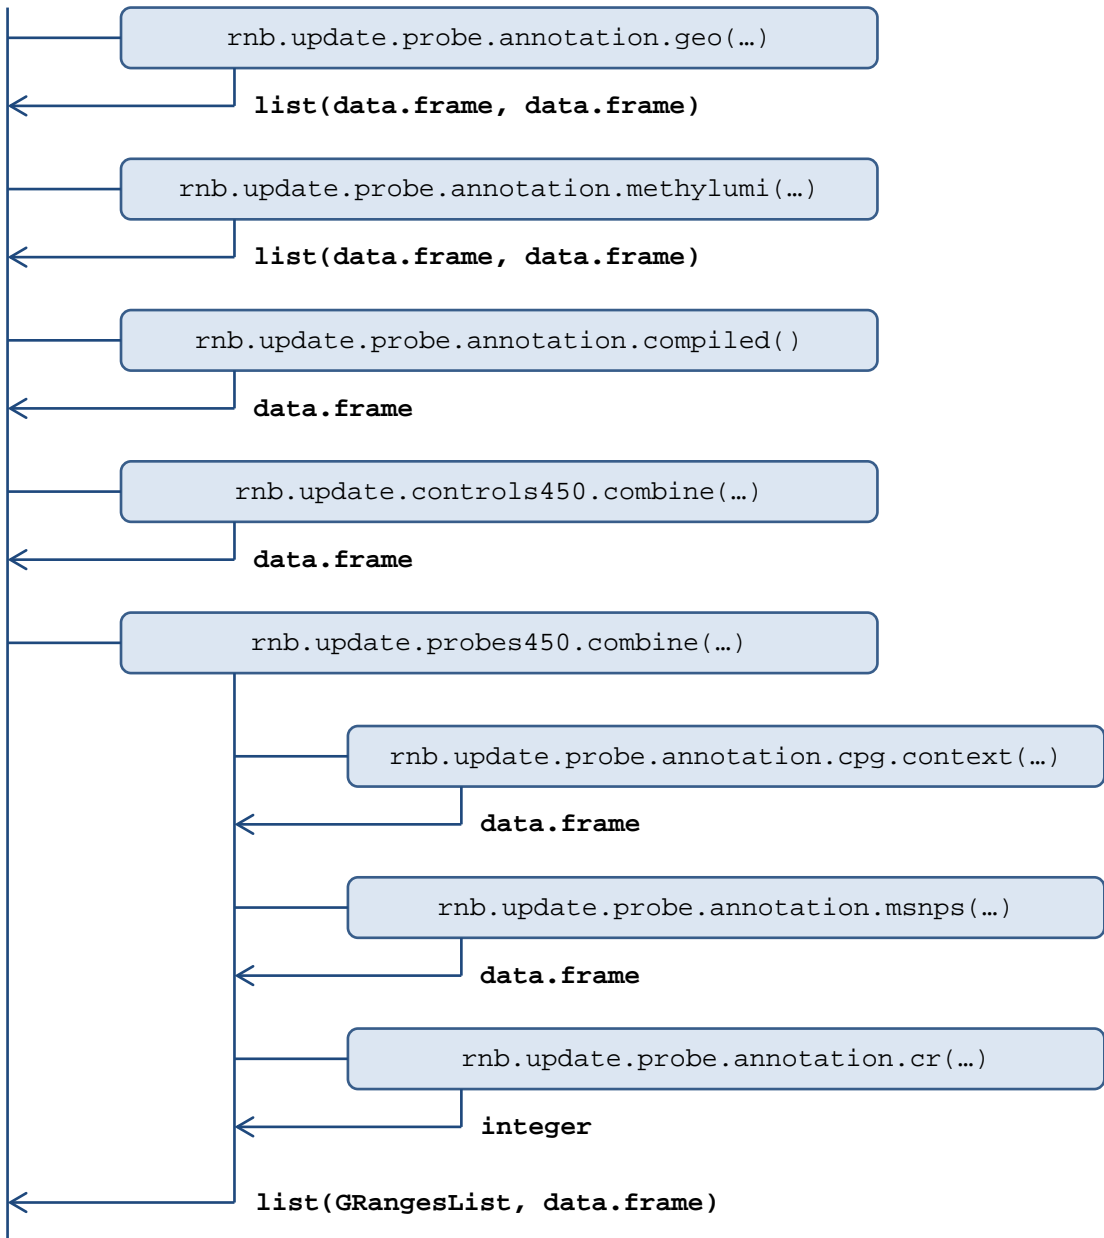 rnb.update.probe.annotation.geo(…)
list(data.frame, data.frame)
rnb.update.probe.annotation.methylumi(…)
list(data.frame, data.frame)
rnb.update.probe.annotation.compiled()
data.frame
rnb.update.controls450.combine(…)
data.frame
rnb.update.probes450.combine(…)
rnb.update.probe.annotation.cpg.context(…)
data.frame
rnb.update.probe.annotation.msnps(…)
data.frame
rnb.update.probe.annotation.cr(…)
integer
list(GRangesList, data.frame)